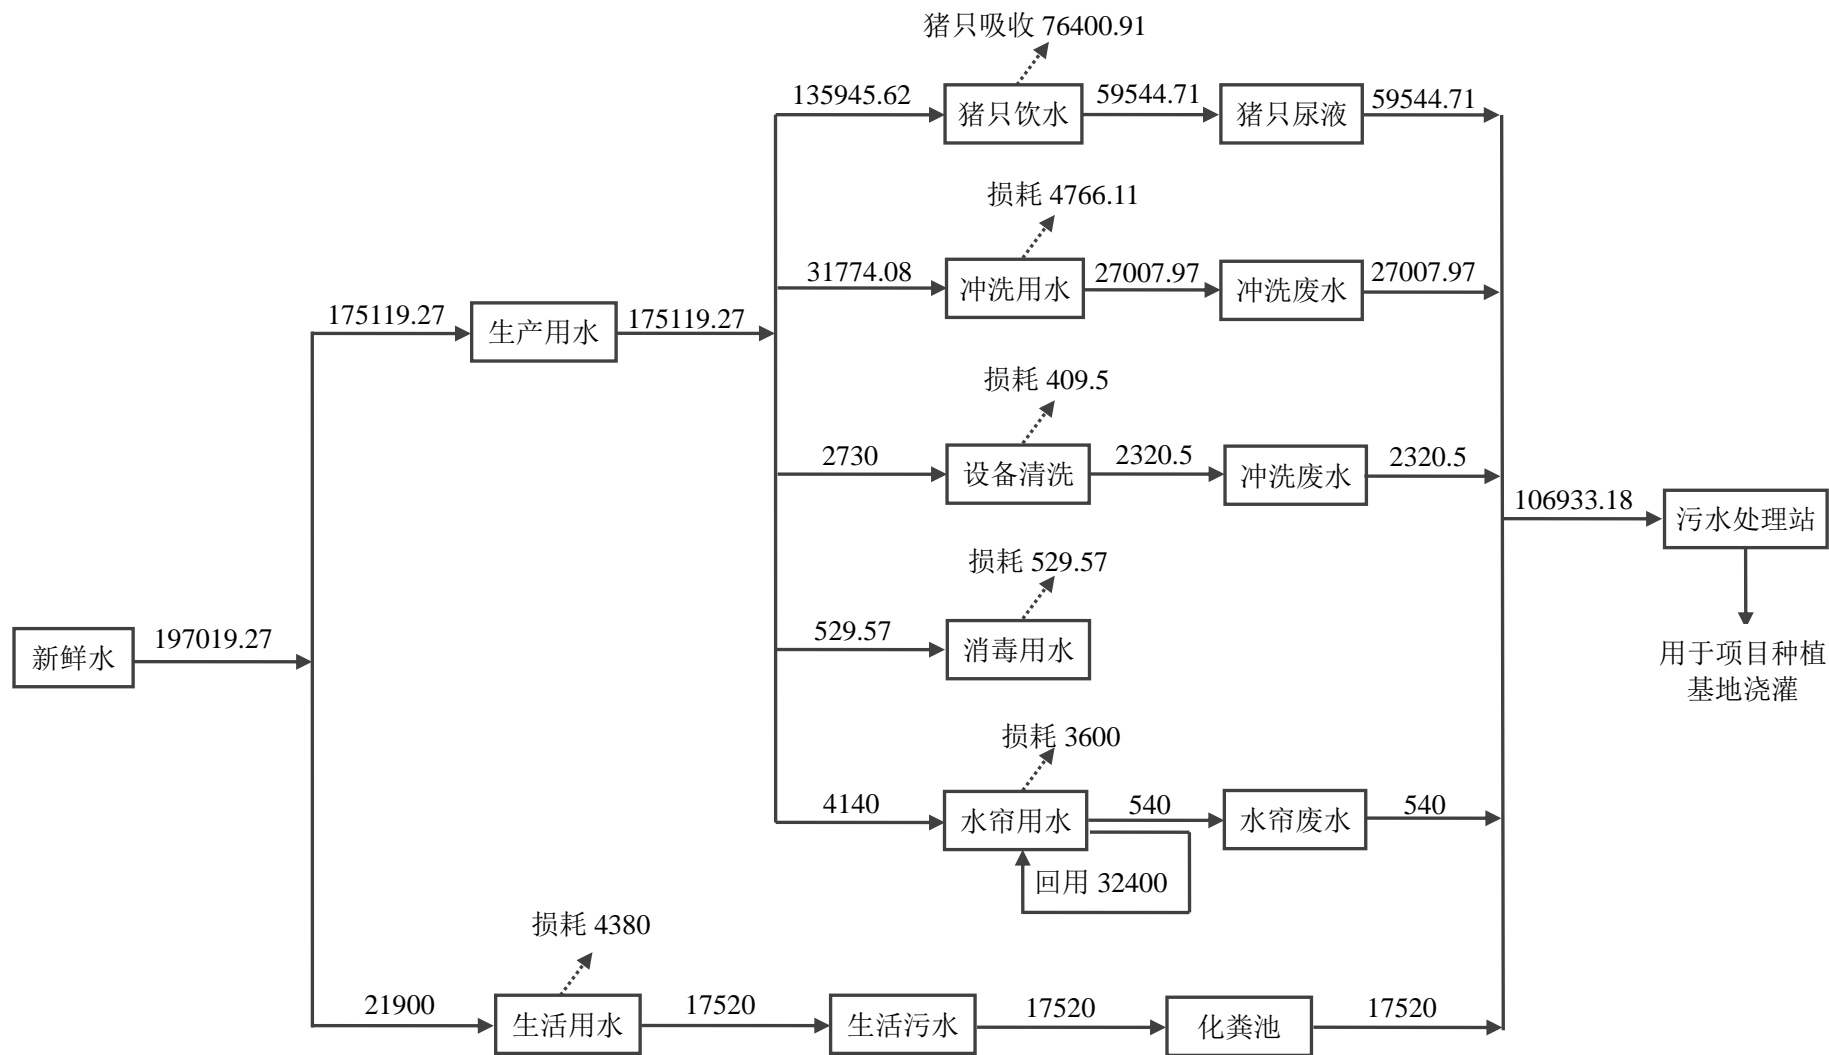 猪只吸收 76400.91
135945.62
猪只饮水
59544.71
猪只尿液
59544.71
损耗 4766.11
31774.08
冲洗用水
27007.97
冲洗废水
27007.97
175119.27
生产用水
175119.27
损耗 409.5
2730
设备清洗
2320.5
冲洗废水
2320.5
106933.18
污水处理站
损耗 529.57
529.57
消毒用水
新鲜水
197019.27
用于项目种植
基地浇灌
损耗 3600
4140
水帘用水
540
水帘废水
540
回用 32400
损耗 4380
21900
生活用水
17520
生活污水
17520
化粪池
17520